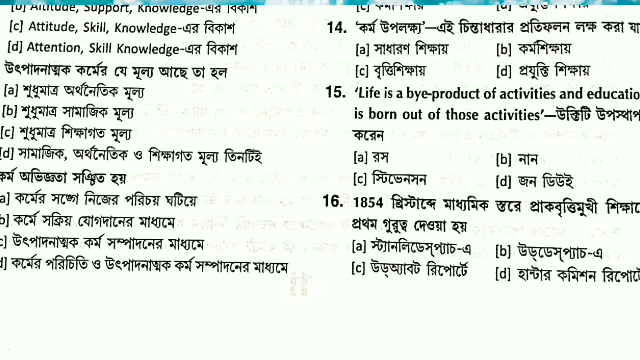 [b] Altitude, Support, Knowledge-এর বিকাশ
[c] Attitude, Skill, Knowledge-এর বিকাশ
[d] Attention, Skill Knowledge-এর বিকাশ
উৎপাদনাত্মক কর্মের যে মূল্য আছে তা হল
[a] শুধুমাত্র অর্থনৈতিক মূল্য
[b] শুধুমাত্র সামাজিক মূল্য
[c] শুধুমাত্র শিক্ষাগত মূল্য
[d] সামাজিক, অর্থনৈতিক ও শিক্ষাগত মূল্য তিনটিই
কর্ম অভিজ্ঞতা সঞ্চিত হয়
a] কর্মের সঙ্গে নিজের পরিচয় ঘটিয়ে
b] কর্মে সক্রিয় যোগদানের মাধ্যমে
c] উৎপাদনাত্মক কর্ম সম্পাদনের মাধ্যমে
d] কর্মের পরিচিতি ও উৎপাদনাত্মক কর্ম সম্পাদনের মাধ্যমে
14. ‘কর্ম উপলক্ষ্য’—এই চিন্তাধারার প্রতিফলন লক্ষ করা যা
[a] সাধারণ শিক্ষায় [b] কর্মশিক্ষায়
[c] বৃত্তিশিক্ষায় [d] প্রযুক্তি শিক্ষায়
15. ‘Life is a bye-product of activities and educatio
is born out of those activities’—উক্তিটি উপস্থাপ
করেন
[a] রস [b] নান
[c] স্টিভেনসন [d] জন ডিউই
16. 1854 খ্রিস্টাব্দে মাধ্যমিক স্তরে প্রাকবৃত্তিমুখী শিক্ষাে
প্রথম গুরুত্ব দেওয়া হয়
[a] স্ট্যানলিডেস্‌প্যাচ-এ [b] উড্‌ডেস্‌প্যাচ-এ
[c] উড্‌অ্যাবট রিপোর্টে [d] হান্টার কমিশন রিপোর্টে